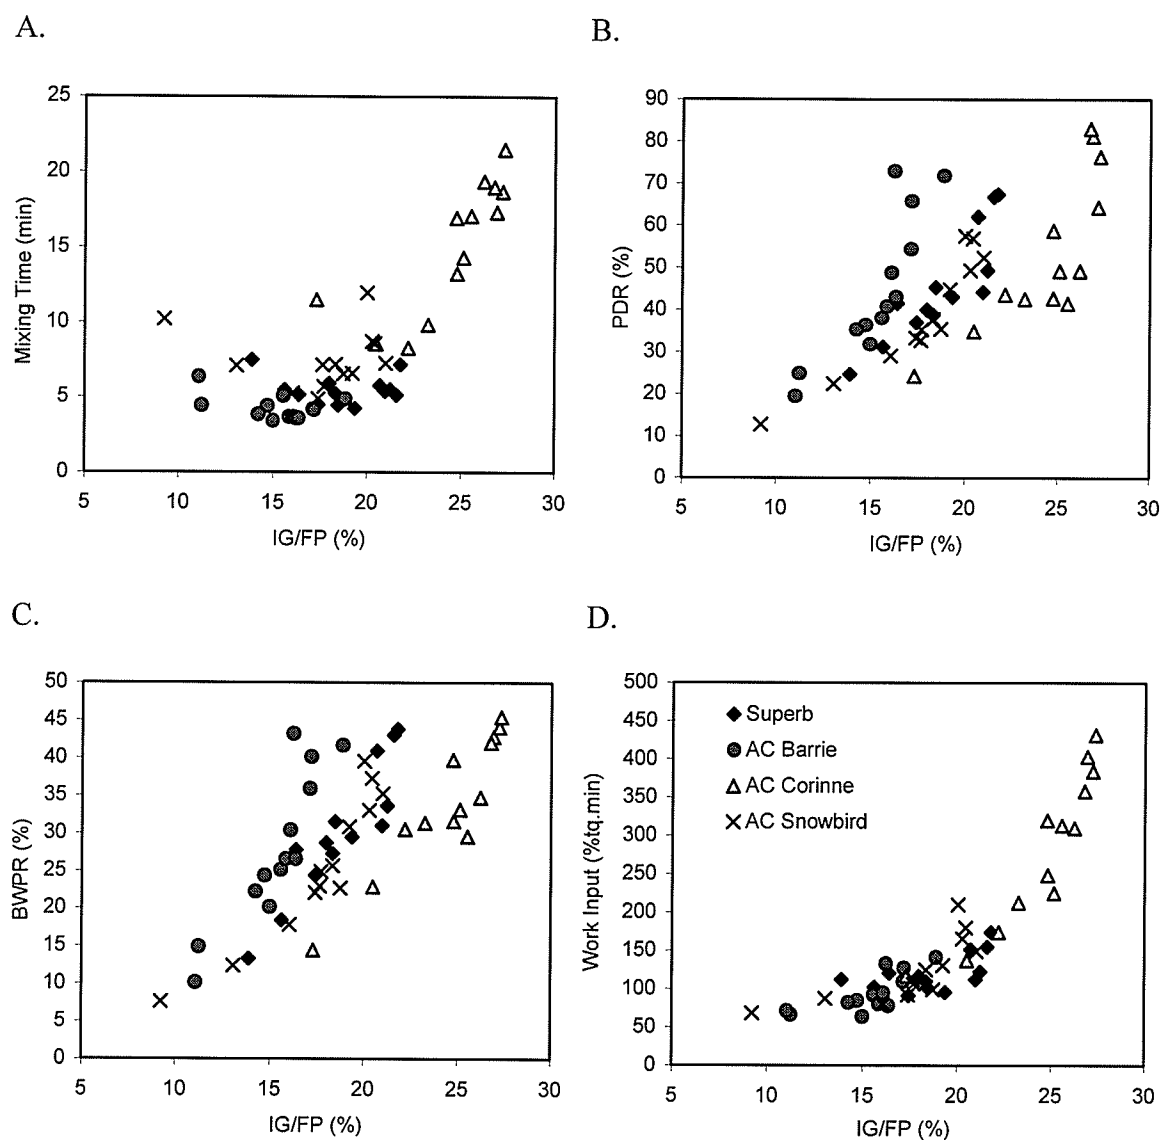 A.
B.
25
20
15
10
5
0
Mixing Time (min)
5 10 15 20 25 30
IG/FP (%)
90
80
70
60
50
40
30
20
10
0
PDR (%)
5 10 15 20 25 30
IG/FP (%)
C.
D.
50
45
40
35
30
25
20
15
10
5
0
BWPR (%)
5 10 15 20 25 30
IG/FP (%)
500
450
400
350
300
250
200
150
100
50
0
Work Input (%tq.min)
Superb
AC Barrie
AC Corinne
AC Snowbird
5 10 15 20 25 30
IG/FP (%)